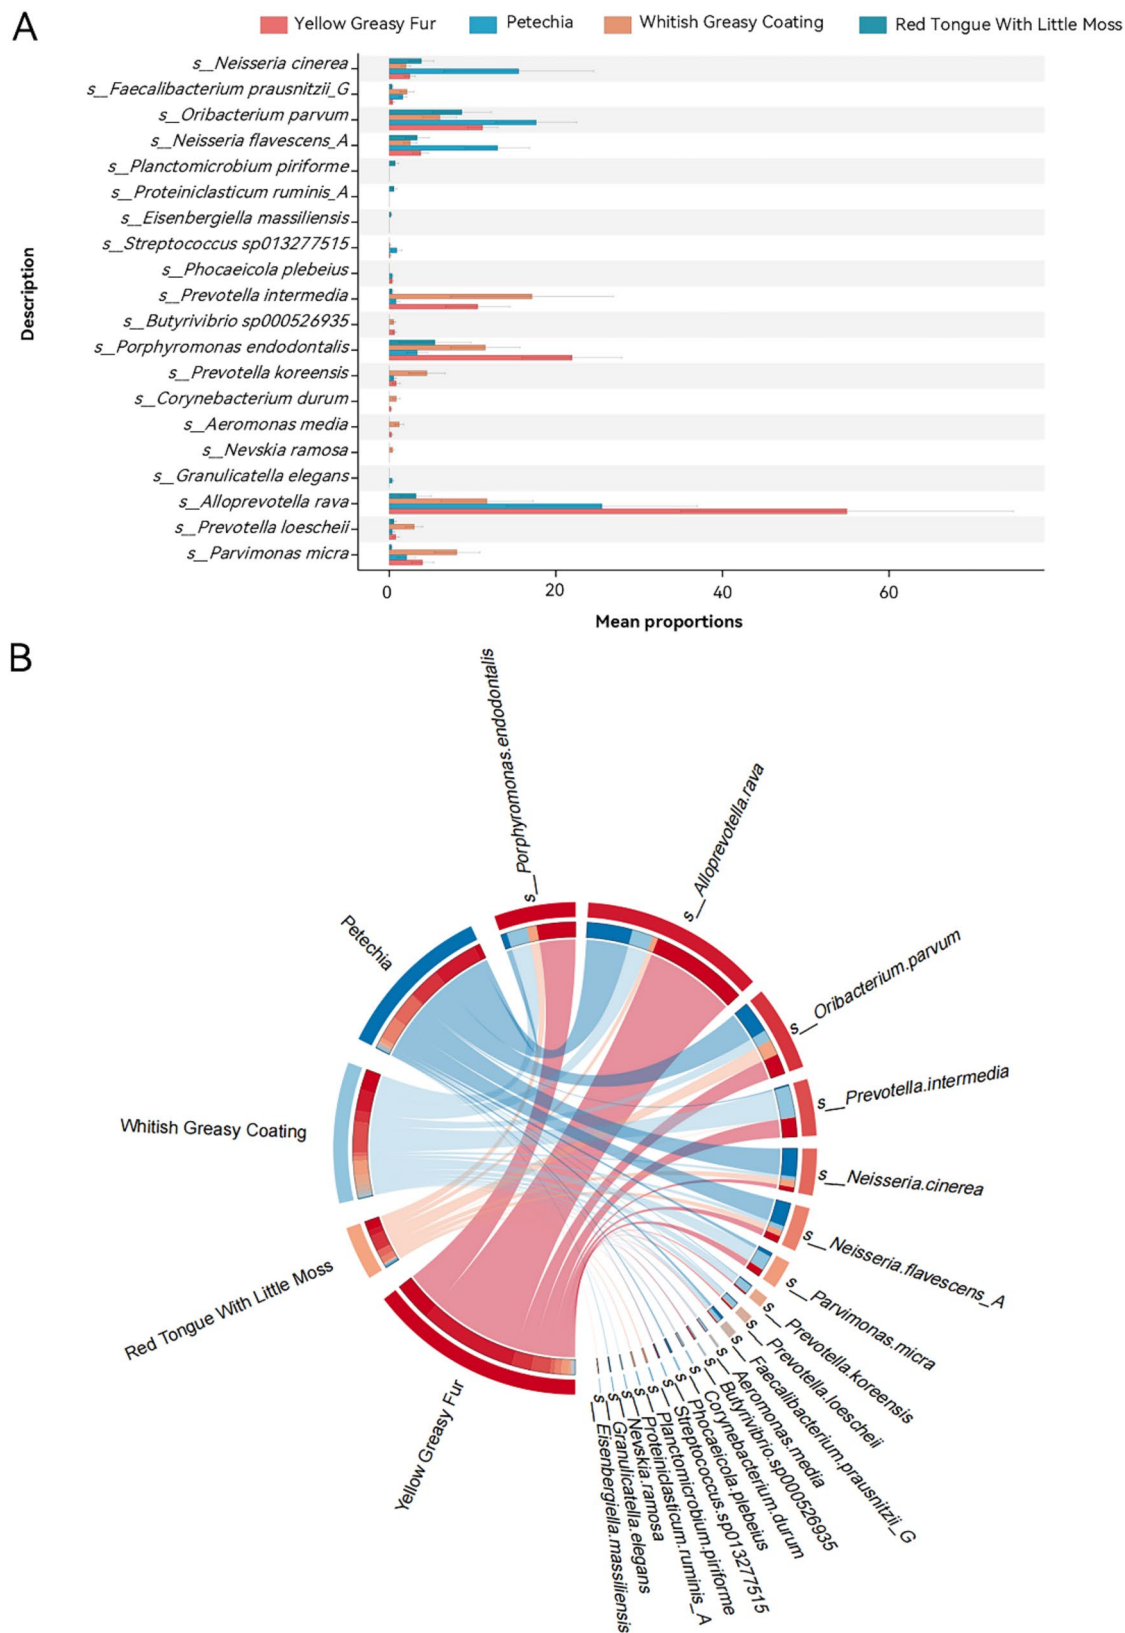 A
Yellow Greasy Fur
Petechia
Whitish Greasy Coating
Red Tongue With Little Moss
Description
s__Neisseria cinerea
s__Faecalibacterium prausnitzii_G
s__Oribacterium parvum
s__Neisseria flavescens_A
s__Planctomicrobium piriforme
s__Proteiniclasticum ruminis_A
s__Eisenbergiella massiliensis
s__Streptococcus sp013277515
s__Phocaeicola plebeius
s__Prevotella intermedia
s__Butyrivibrio sp000526935
s__Porphyromonas endodontalis
s__Prevotella koreensis
s__Corynebacterium durum
s__Aeromonas media
s__Nevskia ramosa
s__Granulicatella elegans
s__Alloprevotella rava
s__Prevotella loescheii
s__Parvimonas micra
0
20
40
60
Mean proportions
B
s__Porphyromonas.endodontalis
s__Alloprevotella.rava
s__Oribacterium.parvum
s__Prevotella.intermedia
s__Neisseria.cinerea
s__Neisseria.flavescens_A
s__Parvimonas.micra
s__Prevotella.koreensis
s__Prevotella.loescheii
s__Faecalibacterium.prausnitzii_G
s__Aeromonas.media
s__Butyrivibrio.sp000526935
s__Corynebacterium.durum
s__Phocaeicola.plebeius
s__Streptococcus.sp013277515
s__Planctomicrobium.piriforme
s__Proteiniclasticum.ruminis_A
s__Nevskia.ramosa
s__Granulicatella.elegans
s__Eisenbergiella.massiliensis
Yellow Greasy Fur
Red Tongue With Little Moss
Whitish Greasy Coating
Petechia